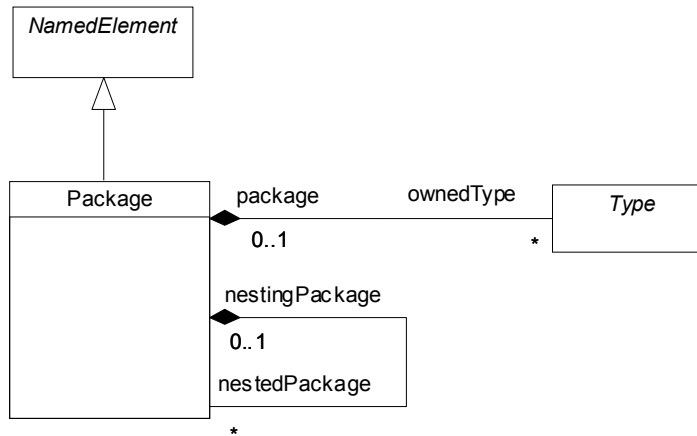 NamedElement
Package
package
ownedType
Type
0..1
*
nestingPackage
0..1
nestedPackage
*